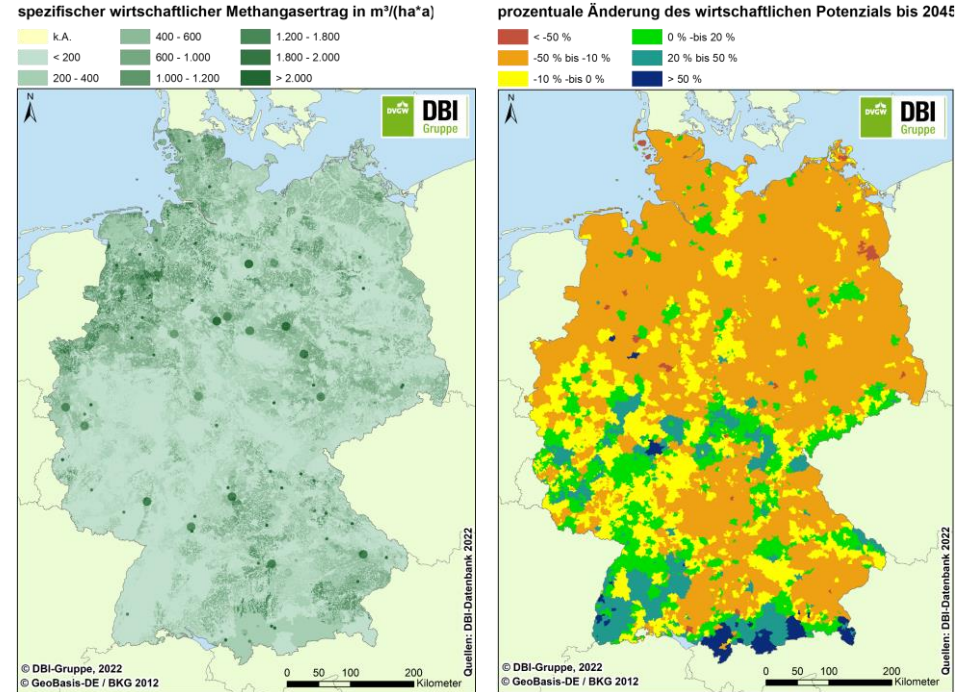 spezifischer wirtschaftlicher Methangasertrag in m³/(ha*a)
k.A.
400 - 600
1.200 - 1.800
< 200
600 - 1.000
1.800 - 2.000
200 - 400
1.000 - 1.200
> 2.000
N
DVGW
DBI
Gruppe
Quellen: DBI-Datenbank 2022
© DBI-Gruppe, 2022
© GeoBasis-DE / BKG 2012
0 50 100 200
Kilometer
prozentuale Änderung des wirtschaftlichen Potenzials bis 2045
< -50 %
0 % -bis 20 %
-50 % bis -10 %
20 % bis 50 %
-10 % -bis 0 %
> 50 %
N
DVGW
DBI
Gruppe
Quellen: DBI-Datenbank 2022
© DBI-Gruppe, 2022
© GeoBasis-DE / BKG 2012
0 50 100 200
Kilometer